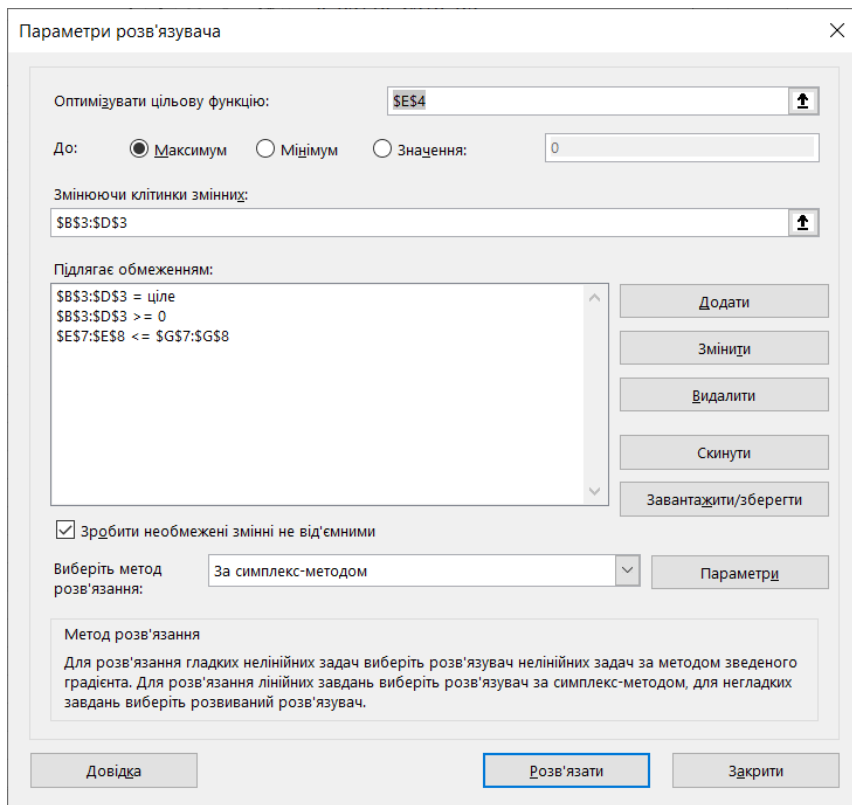 Параметри розв'язувача
Оптимізувати цільову функцію:
$E$4
До:
Максимум
Мінімум
Значення:
0
Змінюючи клітинки змінних:
$B$3:$D$3
Підлягає обмеженням:
$B$3:$D$3 = ціле
$B$3:$D$3 >= 0
$E$7:$E$8 <= $G$7:$G$8
Додати
Змінити
Видалити
Скинути
Завантажити/зберегти
Зробити необмежені змінні не від'ємними
Виберіть метод
розв'язання:
За симплекс-методом
Параметри
Метод розв'язання
Для розв'язання гладких нелінійних задач виберіть розв'язувач нелінійних задач за методом зведеного
градієнта. Для розв'язання лінійних завдань виберіть розв'язувач за симплекс-методом, для негладких
завдань виберіть розвиваний розв'язувач.
Довідка
Розв'язати
Закрити